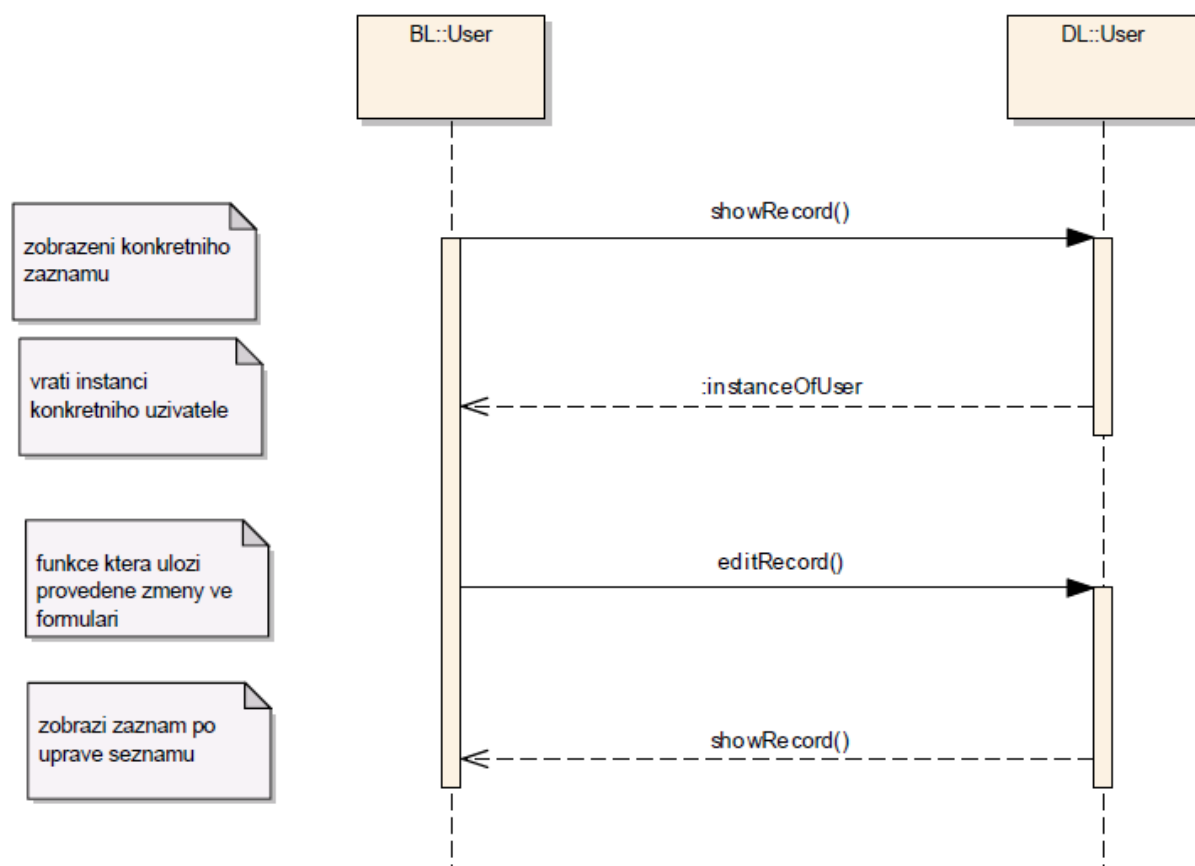 BL::User
DL::User
showRecord()
zobrazeni konkretniho
zaznamu
vrati instanci
konkretniho uzivatele
:instanceOfUser
editRecord()
funkce ktera ulozi
provedene zmeny ve
formulari
zobrazi zaznam po
uprave seznamu
showRecord()